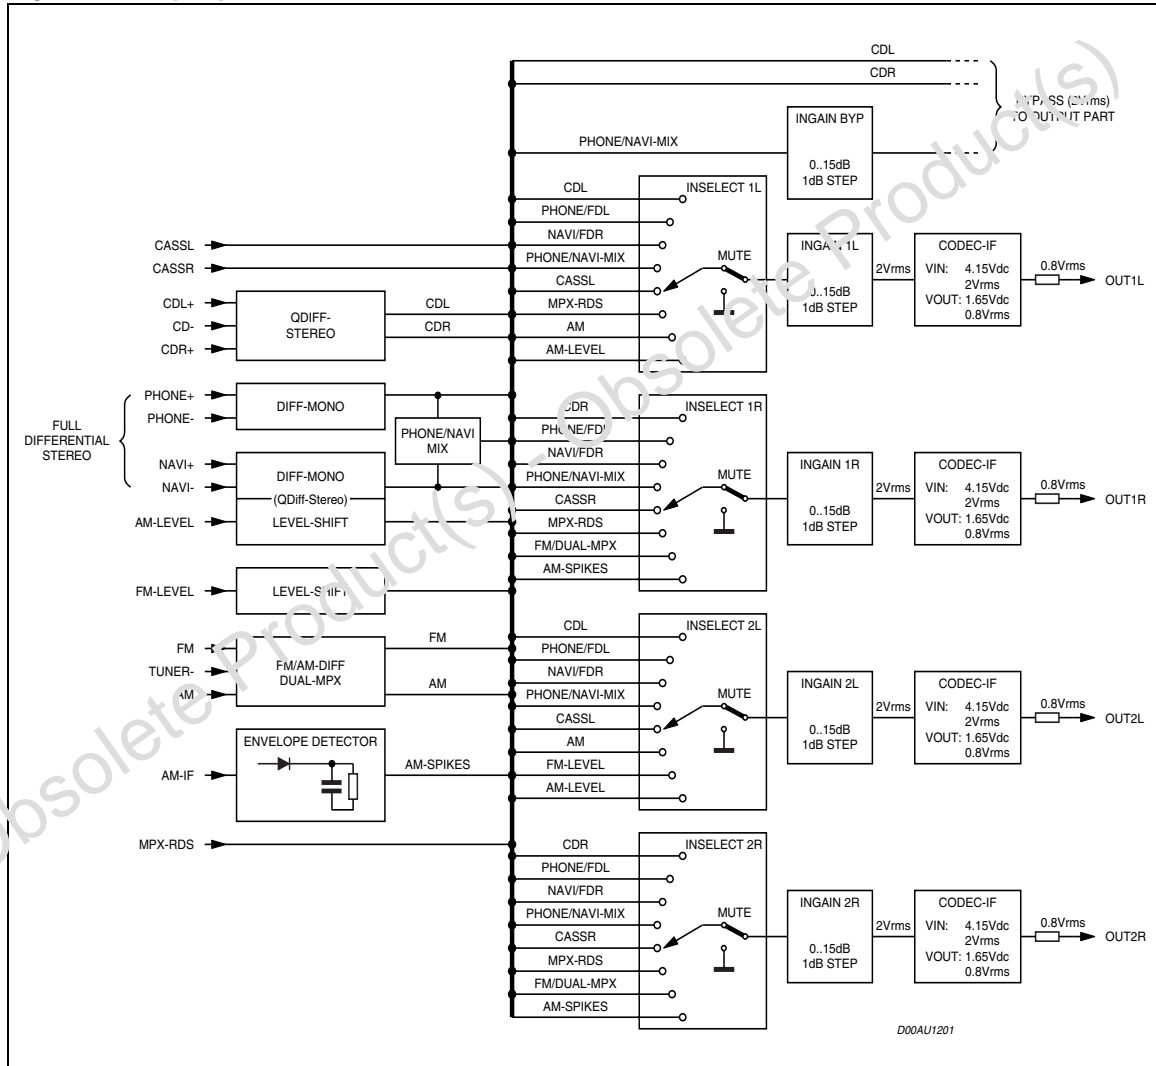 CDL
CDR
BYPASS (2Vrms)
TO OUTPUT PART
INGAIN BYP
0..15dB
1dB STEP
PHONE/NAVI-MIX
CDL
PHONE/FDL
NAVI/FDR
PHONE/NAVI-MIX
CASSL
MPX-RDS
AM
AM-LEVEL
INSELECT 1L
MUTE
INGAIN 1L
0..15dB
1dB STEP
2Vrms
CODEC-IF
VIN: 4.15Vdc
2Vrms
VOUT: 1.65Vdc
0.8Vrms
0.8Vrms
OUT1L
CASSL
CASSR
CDL+
CD-
CDR+
QDIFF-
STEREO
CDL
CDR
FULL
DIFFERENTIAL
STEREO
PHONE+
PHONE-
DIFF-MONO
PHONE/NAVI
MIX
NAVI+
NAVI-
DIFF-MONO
(QDiff-Stereo)
AM-LEVEL
LEVEL-SHIFT
CDR
PHONE/FDL
NAVI/FDR
PHONE/NAVI-MIX
CASSR
MPX-RDS
FM/DUAL-MPX
AM-SPIKES
INSELECT 1R
MUTE
INGAIN 1R
0..15dB
1dB STEP
2Vrms
CODEC-IF
VIN: 4.15Vdc
2Vrms
VOUT: 1.65Vdc
0.8Vrms
0.8Vrms
OUT1R
FM-LEVEL
LEVEL-SHIFT
FM
TUNER-
AM
FM/AM-DIFF
DUAL-MPX
FM
AM
CDL
PHONE/FDL
NAVI/FDR
PHONE/NAVI-MIX
CASSL
AM
FM-LEVEL
AM-LEVEL
INSELECT 2L
MUTE
INGAIN 2L
0..15dB
1dB STEP
2Vrms
CODEC-IF
VIN: 4.15Vdc
2Vrms
VOUT: 1.65Vdc
0.8Vrms
0.8Vrms
OUT2L
ENVELOPE DETECTOR
AM-IF
AM-SPIKES
MPX-RDS
CDR
PHONE/FDL
NAVI/FDR
PHONE/NAVI-MIX
CASSR
MPX-RDS
FM/DUAL-MPX
AM-SPIKES
INSELECT 2R
MUTE
INGAIN 2R
0..15dB
1dB STEP
2Vrms
CODEC-IF
VIN: 4.15Vdc
2Vrms
VOUT: 1.65Vdc
0.8Vrms
0.8Vrms
OUT2R
D00AU1201
Obsolete Product(s) - Obsolete Product(s)